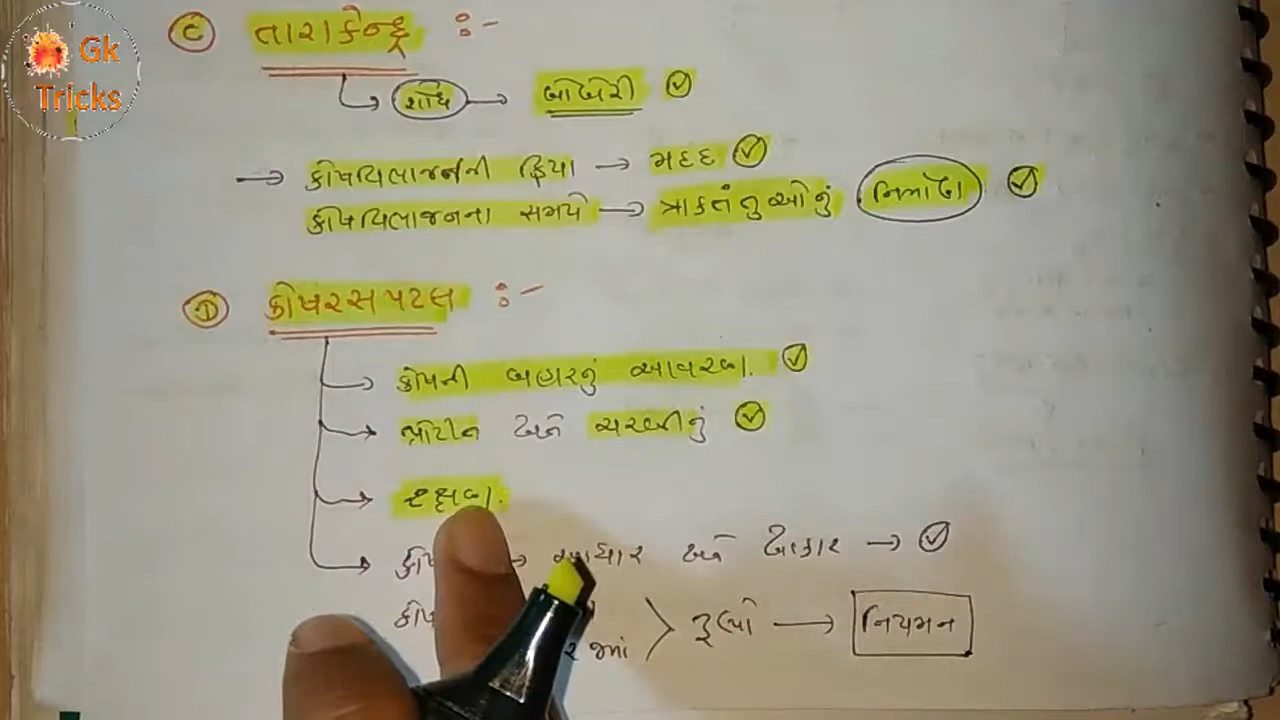 Gk
Tricks
C તારાકેન્દ્ર :-
શોધ → બોબેરી
→ કોષવિભાજનની ક્રિયા → મદદ
કોષવિભાજનના સમયે → ત્રાકતંતુઓનું નિર્માણ
D કોષરસપટલ :-
કોષની બહારનું આવરણ.
પ્રોટીન અને ચરબીનું
રક્ષણ.
→ આધાર અને આકાર →
રૂલ્યો → નિયમન